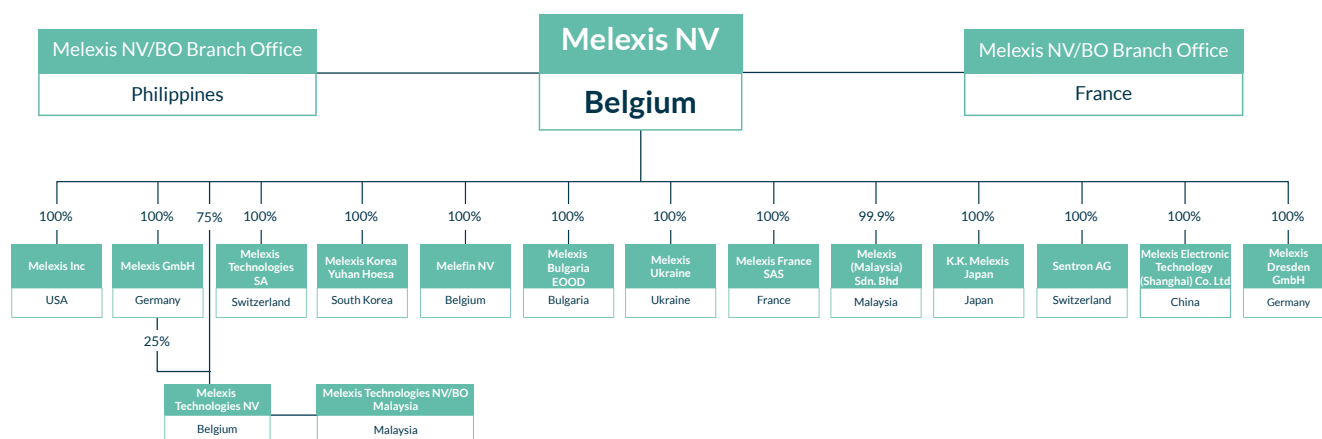 Melexis NV/BO Branch Office
Philippines
Melexis NV
Belgium
Melexis NV/BO Branch Office
France
100%
100%
75%
100%
100%
100%
100%
100%
100%
99.9%
100%
100%
100%
100%
Melexis Inc
USA
Melexis GmbH
Germany
Melexis
Technologies
SA
Switzerland
Melexis Korea
Yuhan Hoesa
South Korea
Melefin NV
Belgium
Melexis
Bulgaria
EOOD
Bulgaria
Melexis
Ukraine
Ukraine
Melexis France
SAS
France
Melexis
(Malaysia)
Sdn. Bhd
Malaysia
K.K. Melexis
Japan
Japan
Sentron AG
Switzerland
Melexis Electronic
Technology
(Shanghai) Co. Ltd
China
Melexis
Dresden
GmbH
Germany
25%
Melexis
Technologies NV
Belgium
Melexis Technologies NV/BO
Malaysia
Malaysia